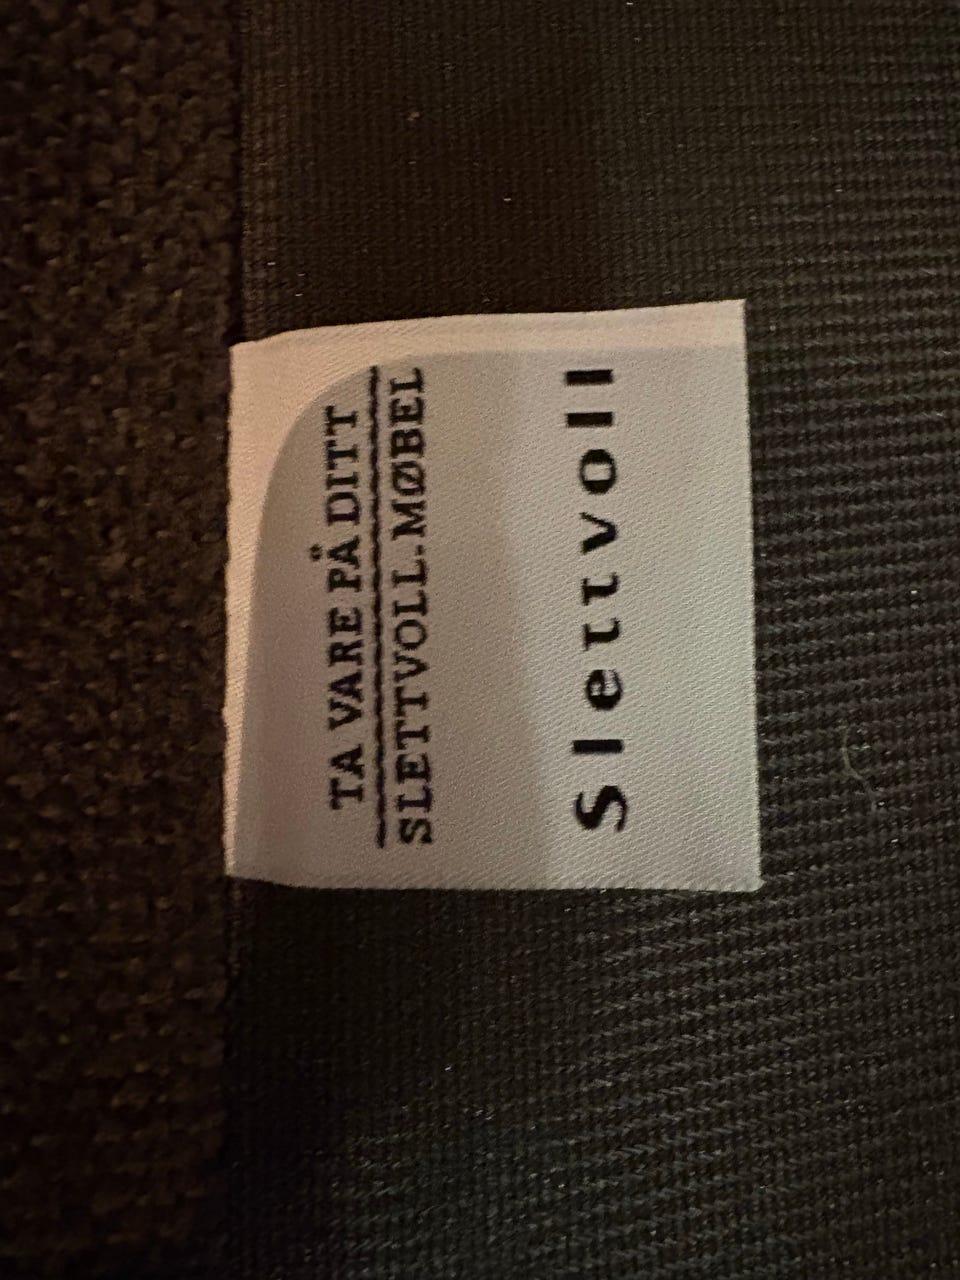 TA VARE PÅ DITT
SLETTVOLL-MØBEL
Slettvoll